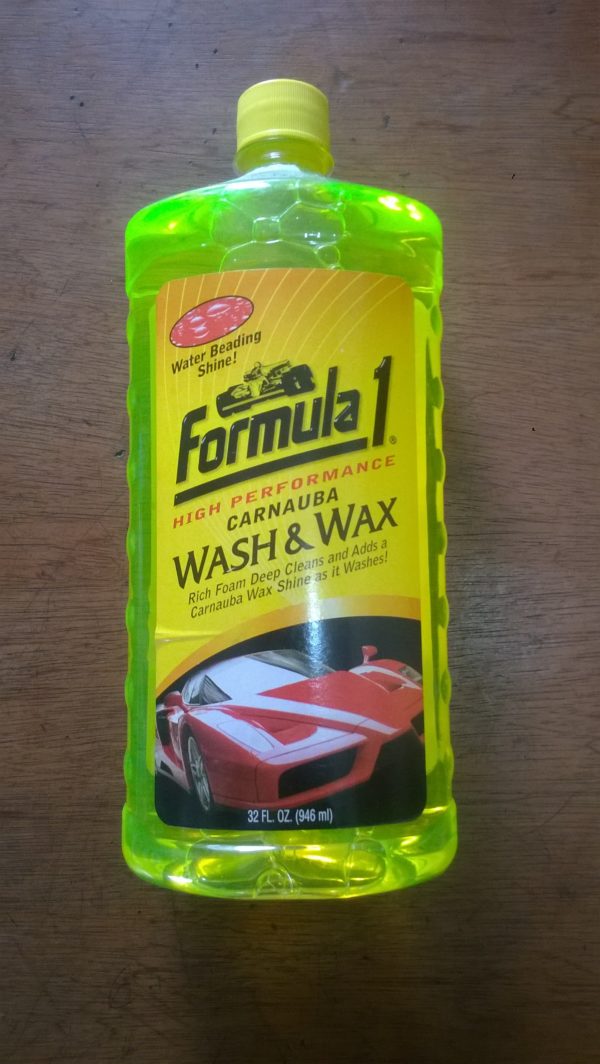 Water Beading
Shine!
Formula 1®
HIGH PERFORMANCE
CARNAUBA
WASH & WAX
Rich Foam Deep Cleans and Adds a
Carnauba Wax Shine as it Washes!
32 FL. OZ. (946 ml)